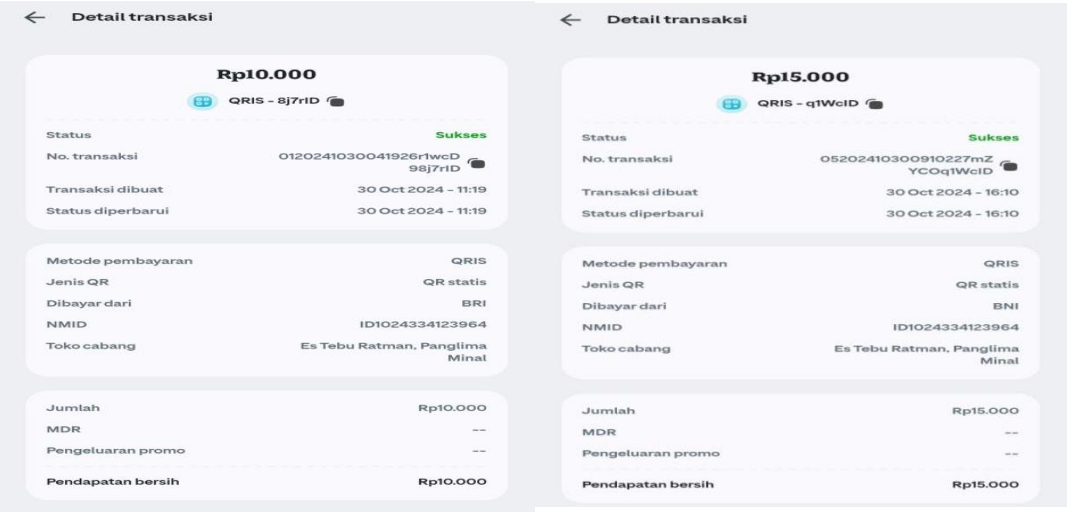 Detail transaksi
Rp10.000
QRIS - 8j7rID
Status Sukses
No. transaksi 0120241030041926r1wcD
98j7rID
Transaksi dibuat 30 Oct 2024 - 11:19
Status diperbarui 30 Oct 2024 - 11:19
Metode pembayaran QRIS
Jenis QR QR statis
Dibayar dari BRI
NMID ID1024334123964
Toko cabang Es Tebu Ratman, Panglima
Minal
Jumlah Rp10.000
MDR --
Pengeluaran promo --
Pendapatan bersih Rp10.000
Detail transaksi
Rp15.000
QRIS - q1WcID
Status Sukses
No. transaksi 05202410300910227mZ
YCOq1WcID
Transaksi dibuat 30 Oct 2024 - 16:10
Status diperbarui 30 Oct 2024 - 16:10
Metode pembayaran QRIS
Jenis QR QR statis
Dibayar dari BNI
NMID ID1024334123964
Toko cabang Es Tebu Ratman, Panglima
Minal
Jumlah Rp15.000
MDR --
Pengeluaran promo --
Pendapatan bersih Rp15.000